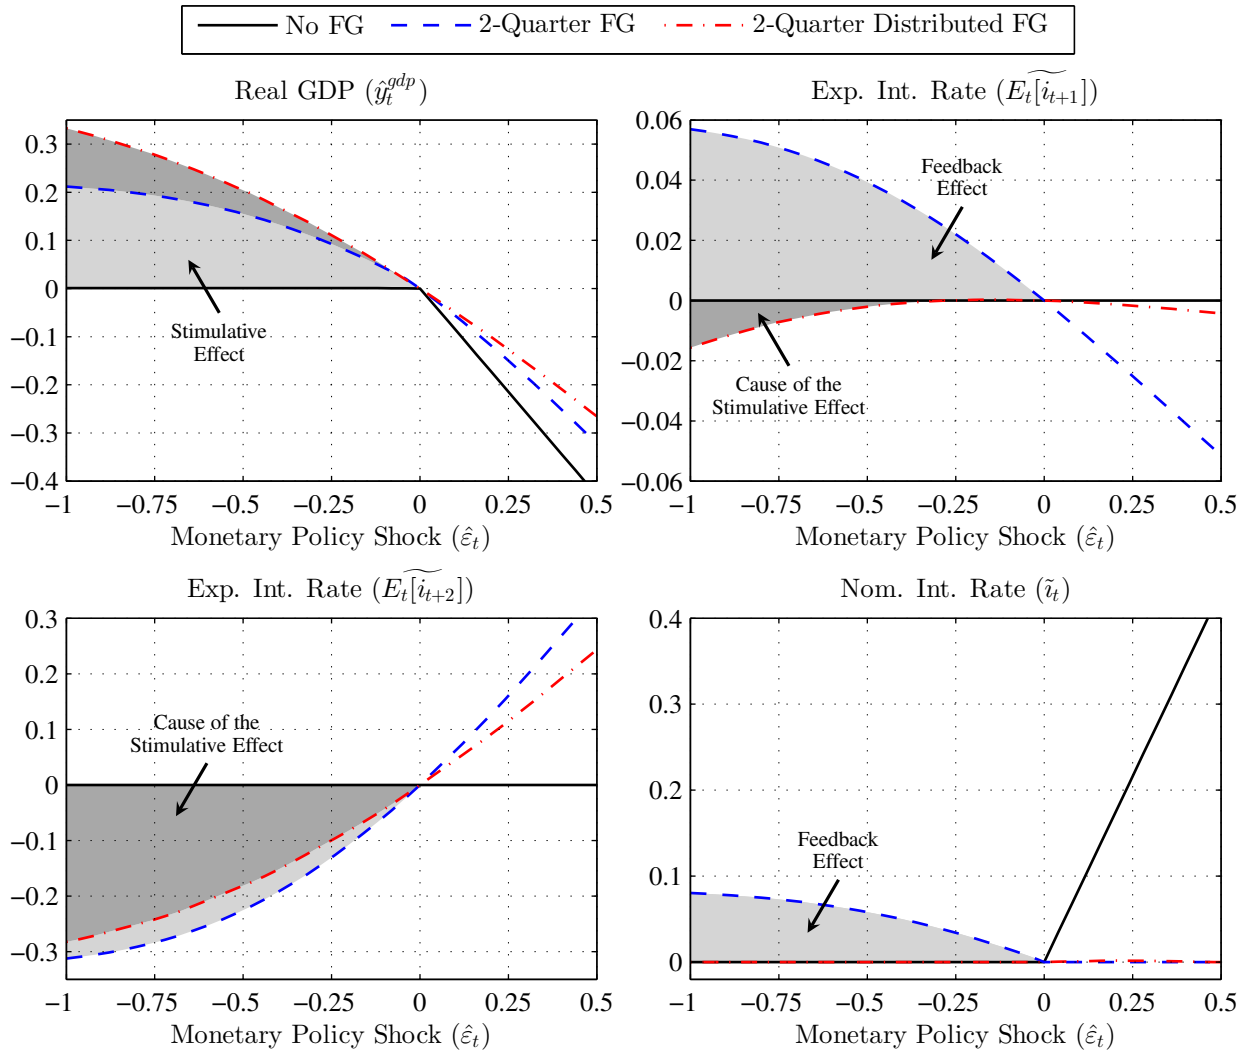 No FG 2-Quarter FG 2-Quarter Distributed FG
Real GDP (ŷ_t^{gdp})
0.3
0.2
0.1
0
−0.1
−0.2
−0.3
−0.4
−1 −0.75 −0.5 −0.25 0 0.25 0.5
Monetary Policy Shock (ε̂_t)
Stimulative
Effect
Exp. Int. Rate (\widetilde{E_t[i_{t+1}]})
0.06
0.04
0.02
0
−0.02
−0.04
−0.06
−1 −0.75 −0.5 −0.25 0 0.25 0.5
Monetary Policy Shock (ε̂_t)
Feedback
Effect
Cause of the
Stimulative Effect
Exp. Int. Rate (\widetilde{E_t[i_{t+2}]})
0.3
0.2
0.1
0
−0.1
−0.2
−0.3
−1 −0.75 −0.5 −0.25 0 0.25 0.5
Monetary Policy Shock (ε̂_t)
Cause of the
Stimulative Effect
Nom. Int. Rate (ĩ_t)
0.4
0.3
0.2
0.1
0
−1 −0.75 −0.5 −0.25 0 0.25 0.5
Monetary Policy Shock (ε̂_t)
Feedback
Effect